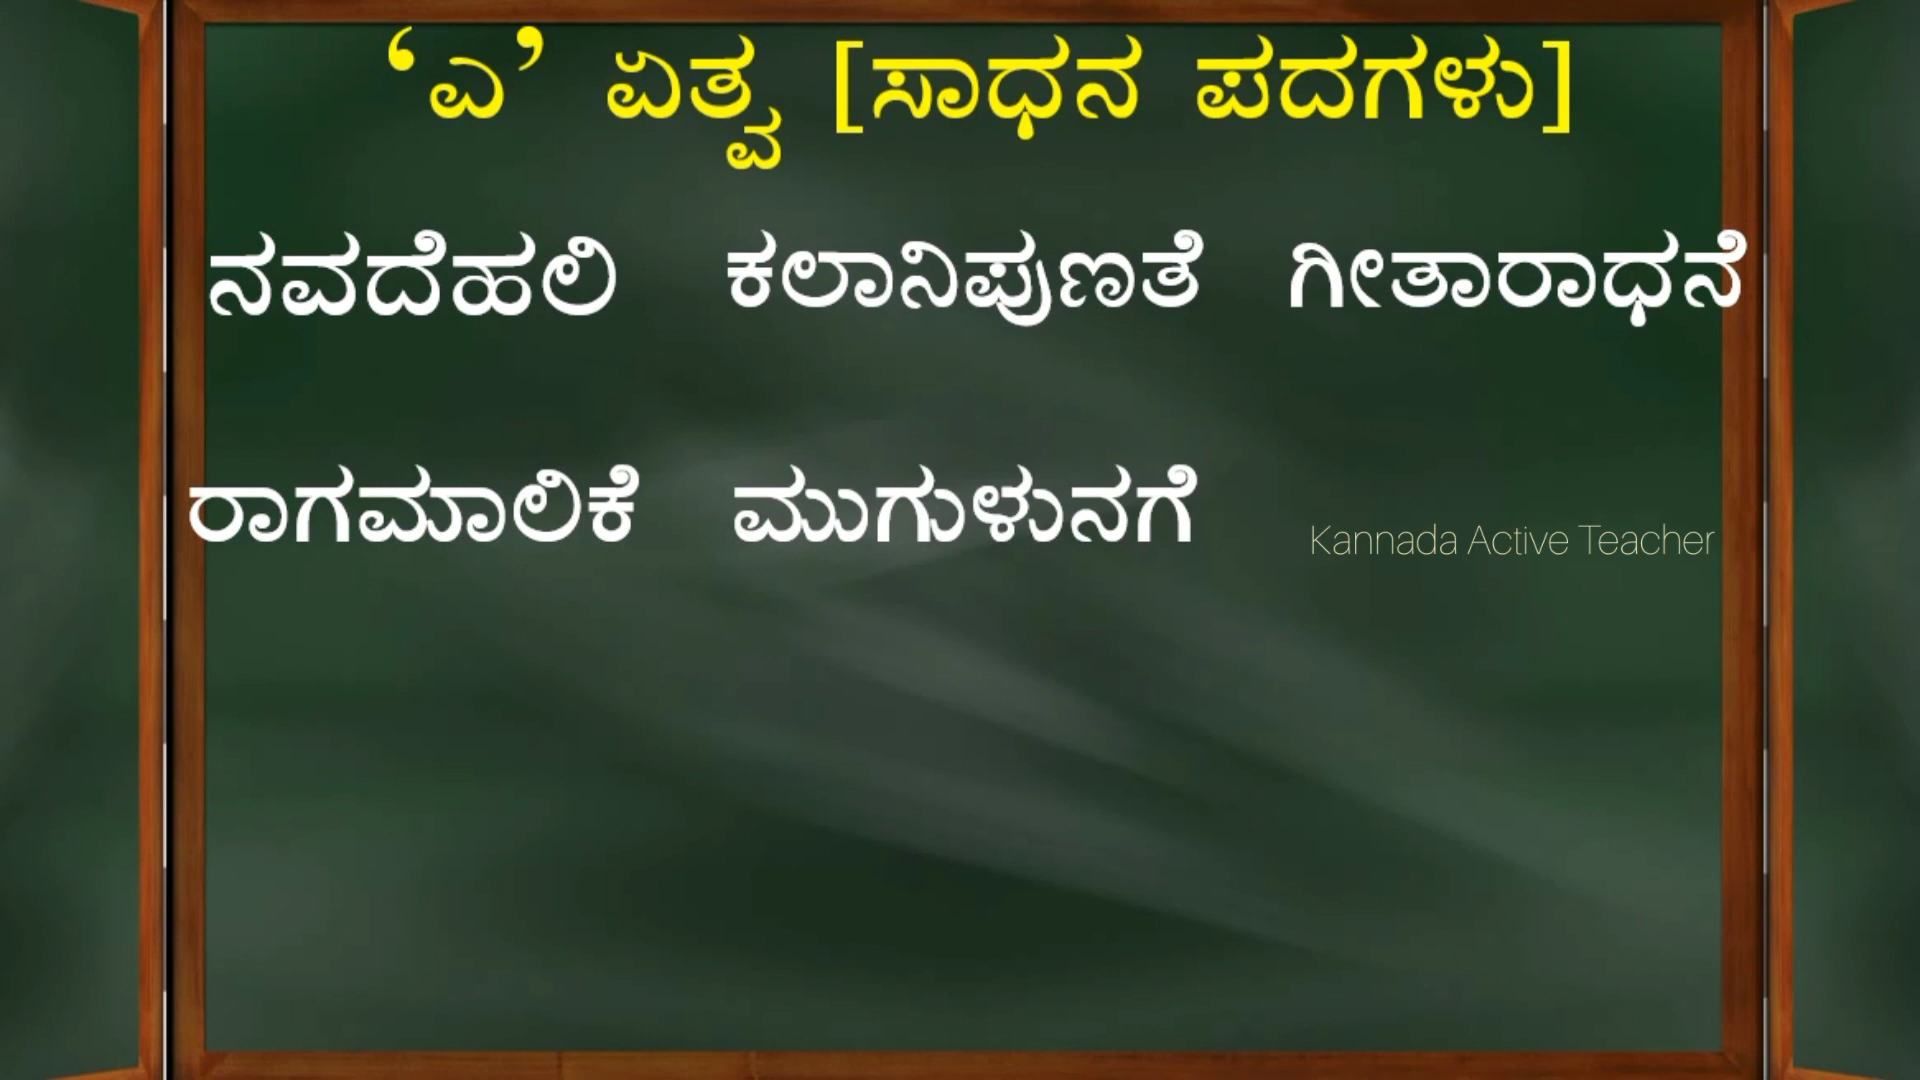 ‘ಎ’ ಏತ್ವ [ಸಾಧನ ಪದಗಳು]
ನವದೆಹಲಿ ಕಲಾನಿಪುಣತೆ ಗೀತಾರಾಧನೆ
ರಾಗಮಾಲಿಕೆ ಮುಗುಳುನಗೆ
Kannada Active Teacher